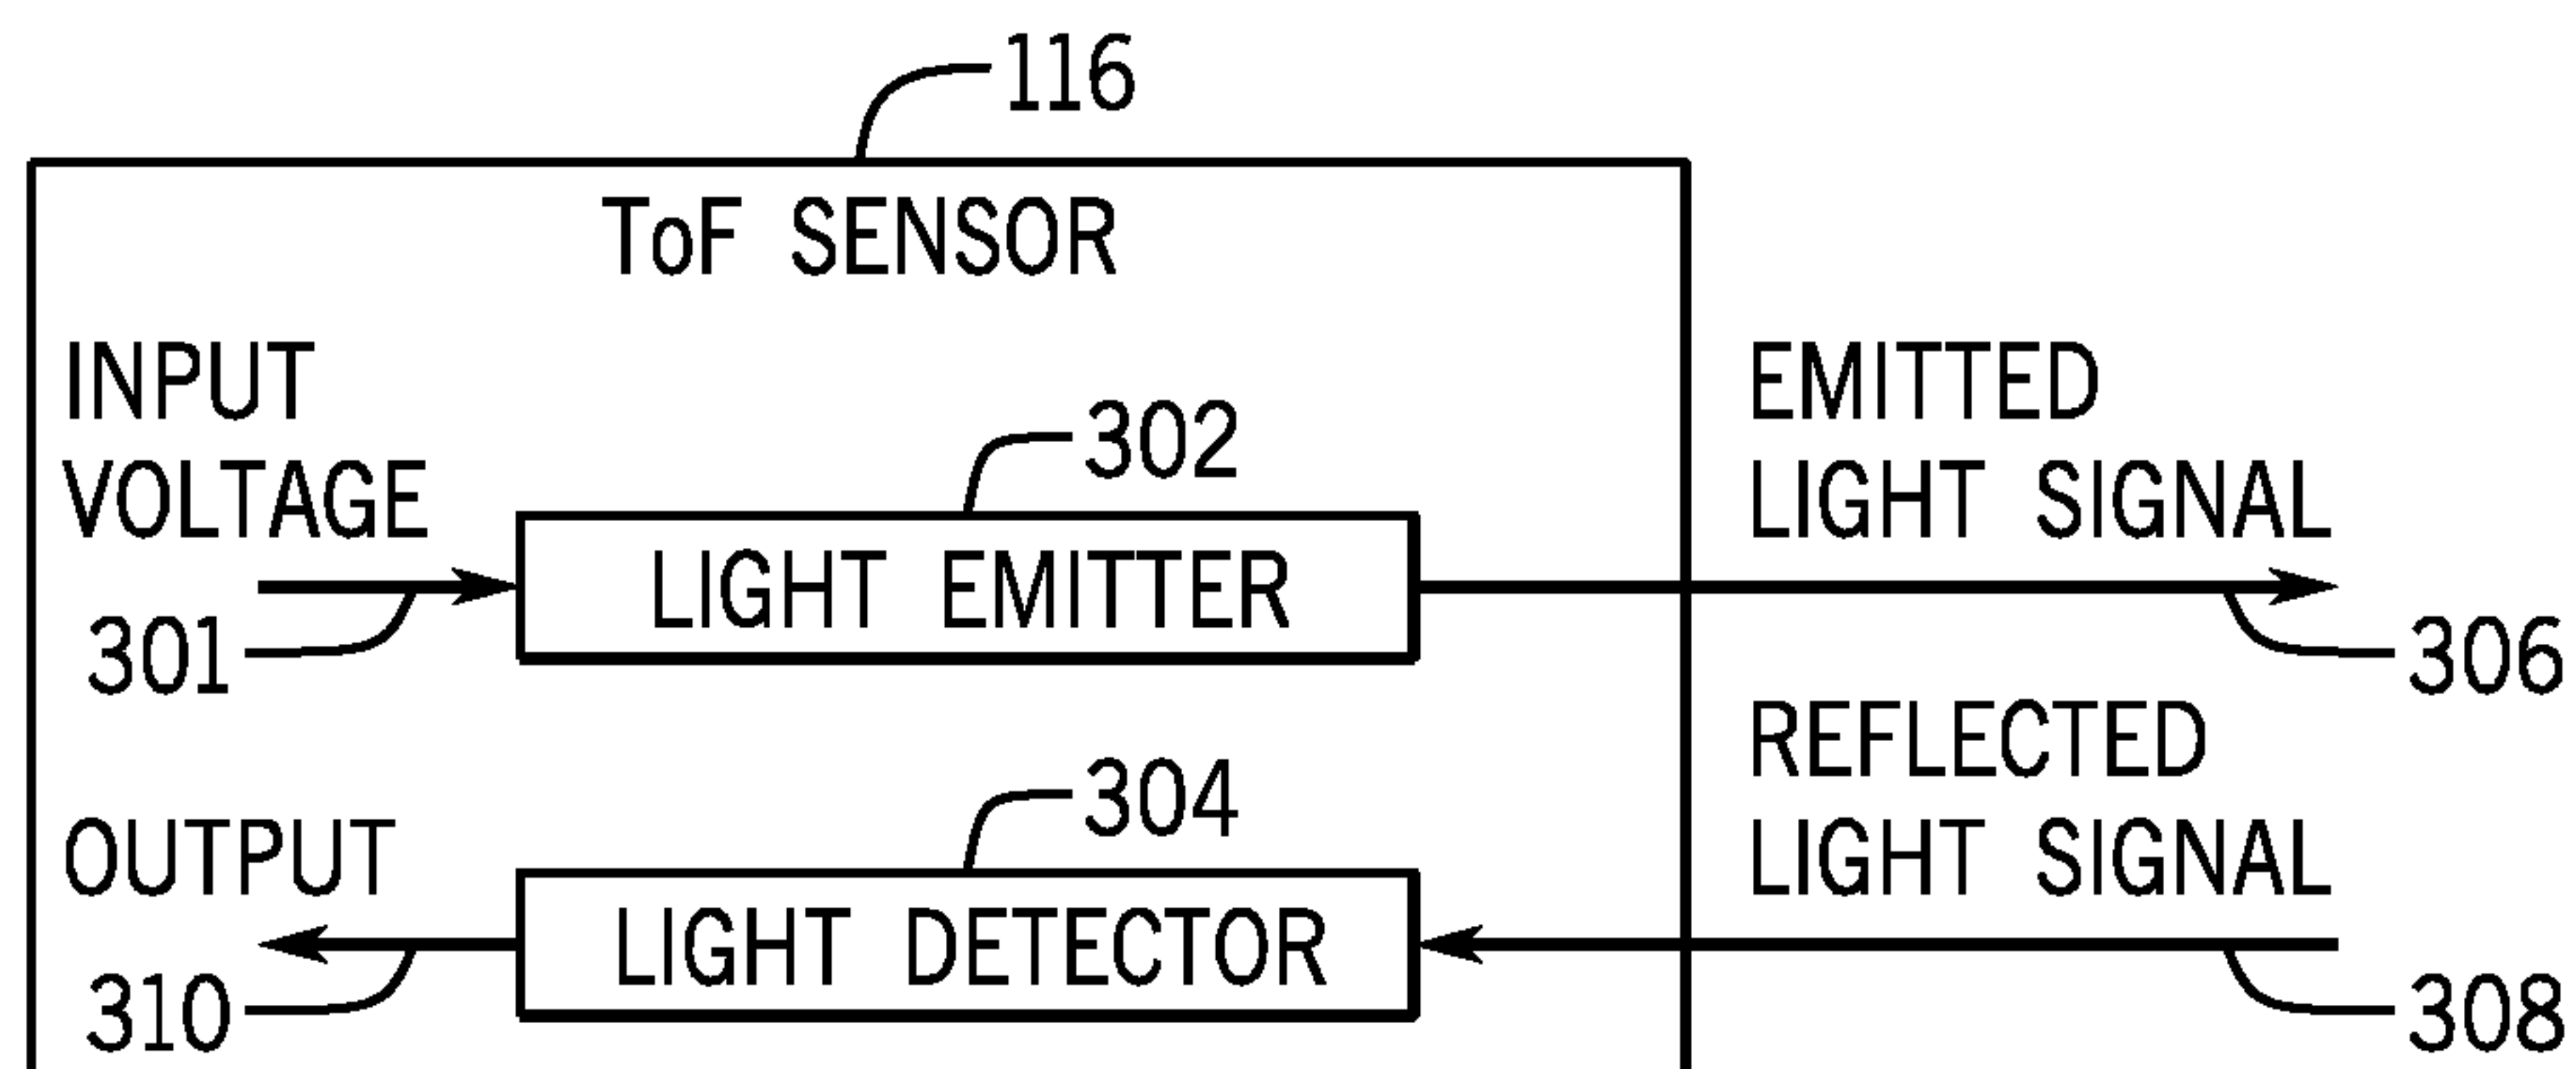 116
ToF SENSOR
INPUT
VOLTAGE
302
EMITTED
LIGHT SIGNAL
LIGHT EMITTER
301
306
REFLECTED
LIGHT SIGNAL
304
OUTPUT
LIGHT DETECTOR
310
308